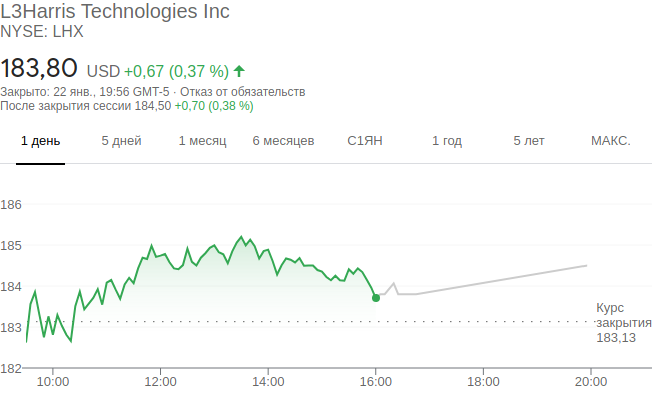 L3Harris Technologies Inc
NYSE: LHX
183,80 USD +0,67 (0,37 %)
Закрыто: 22 янв., 19:56 GMT-5 · Отказ от обязательств
После закрытия сессии 184,50 +0,70 (0,38 %)
1 день 5 дней 1 месяц 6 месяцев С1ЯН 1 год 5 лет МАКС.
186
185
184
183
182
Курс
закрытия
183,13
10:00 12:00 14:00 16:00 18:00 20:00